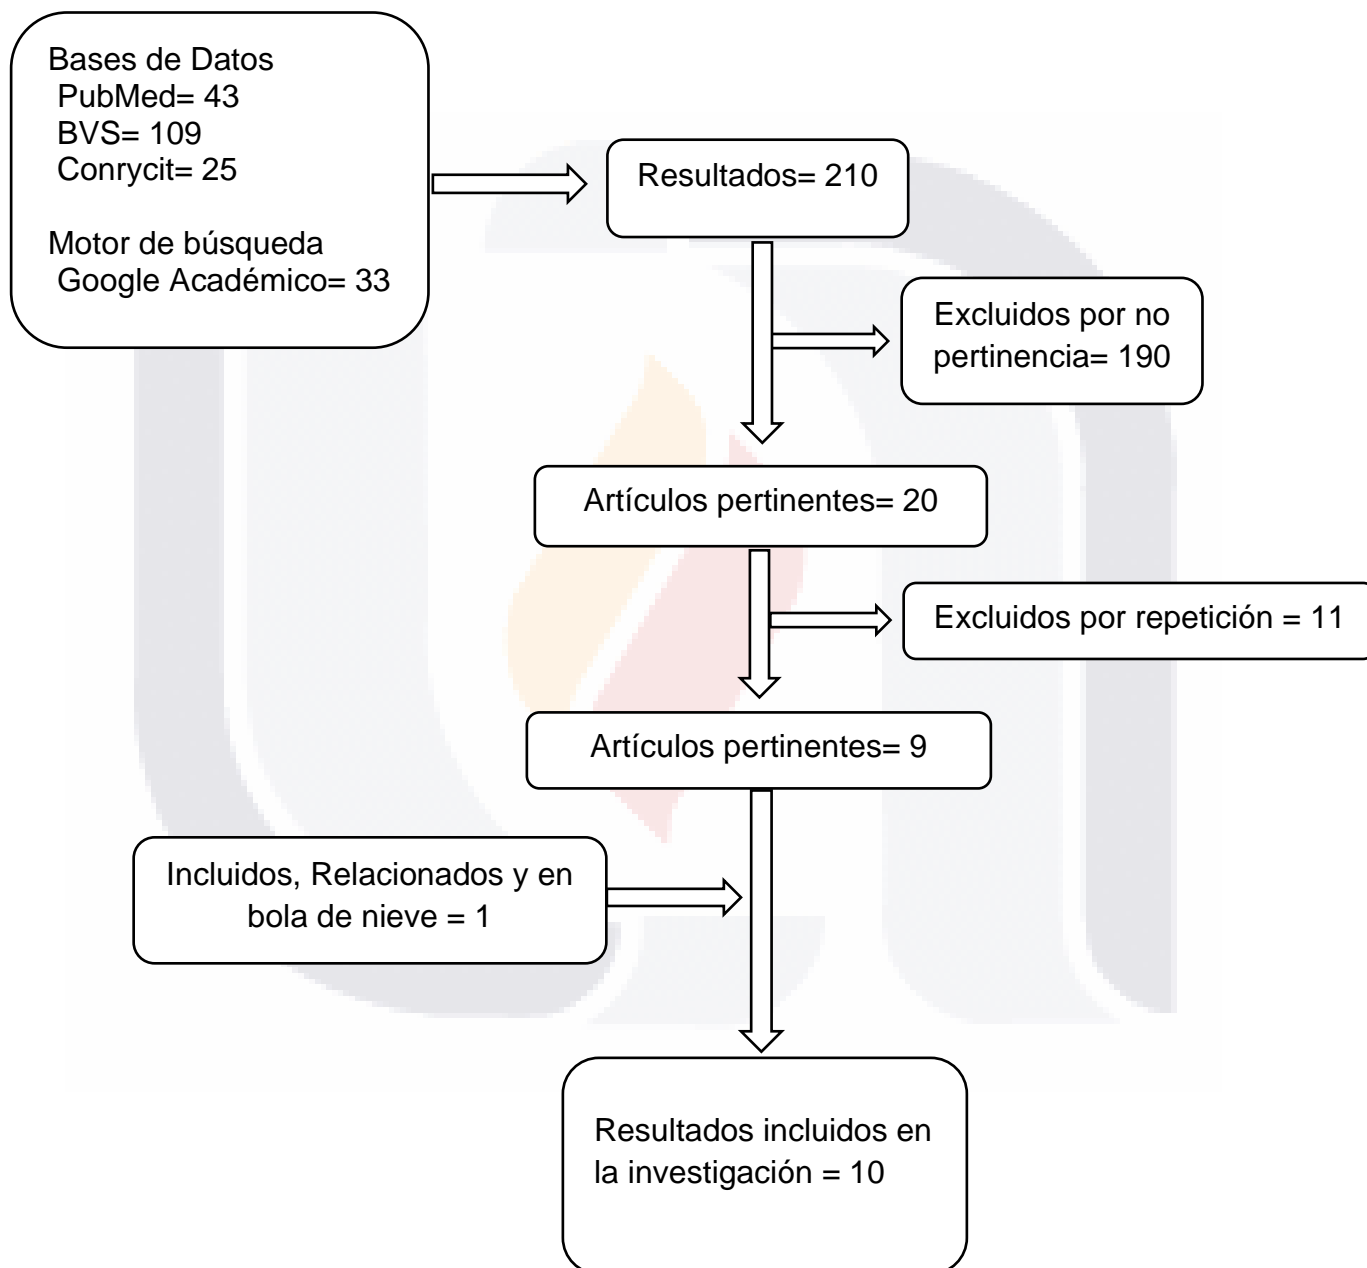 Bases de Datos
PubMed= 43
BVS= 109
Conrycit= 25
Motor de búsqueda
Google Académico= 33
Resultados= 210
Excluidos por no
pertinencia= 190
Artículos pertinentes= 20
Excluidos por repetición = 11
Artículos pertinentes= 9
Incluidos, Relacionados y en
bola de nieve = 1
Resultados incluidos en
la investigación = 10